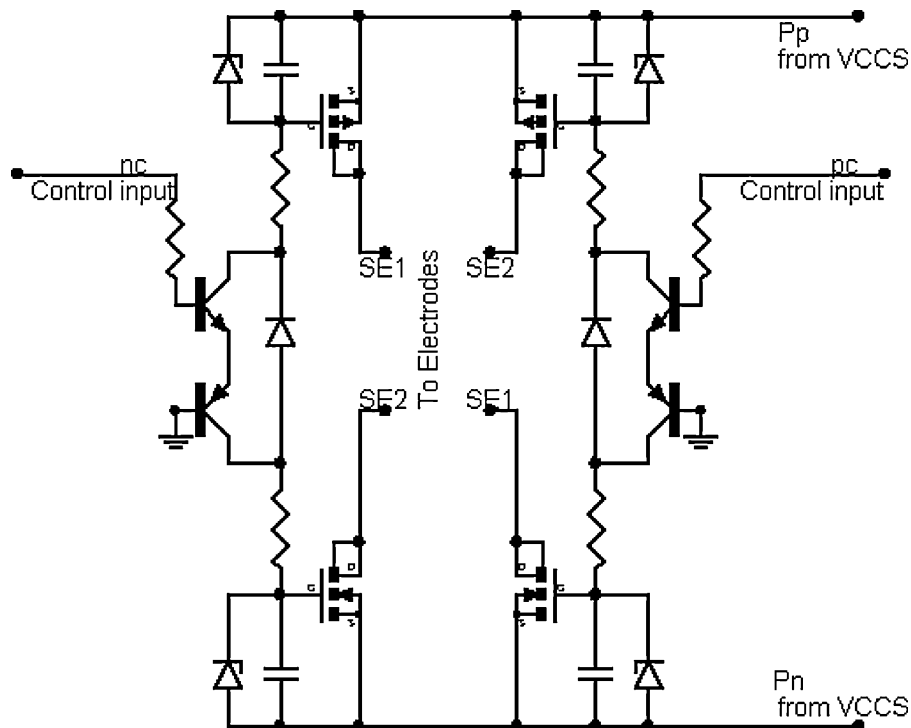 Pp
from VCCS
nc
Control input
pc
Control input
SE1
SE2
To Electrodes
SE2
SE1
Pn
from VCCS